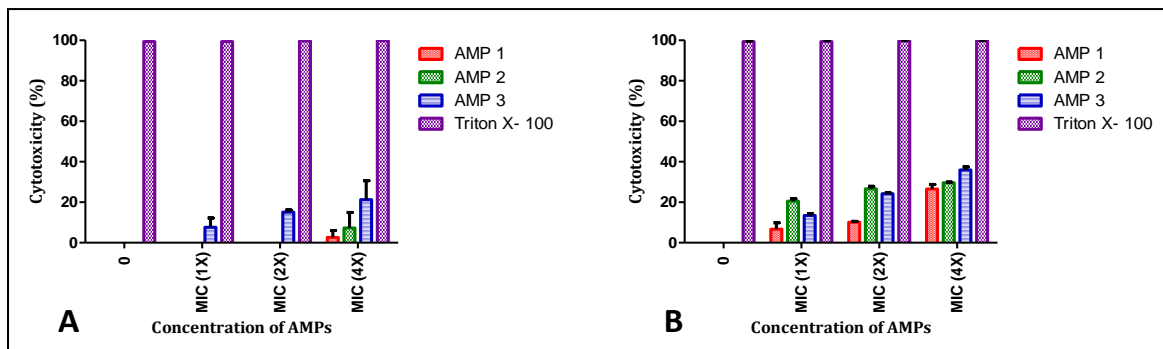 100
80
60
40
20
0
Cytotoxicity (%)
0
MIC (1X)
MIC (2X)
MIC (4X)
Concentration of AMPs
AMP 1
AMP 2
AMP 3
Triton X- 100
A
100
80
60
40
20
0
Cytotoxicity (%)
0
MIC (1X)
MIC (2X)
MIC (4X)
Concentration of AMPs
AMP 1
AMP 2
AMP 3
Triton X- 100
B